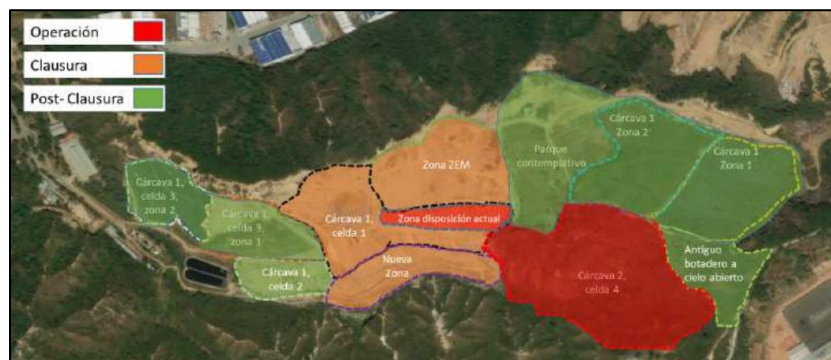 Operación
Clausura
Post- Clausura
Cárcava 1
Zona 2
Cárcava 1
Zona 1
Parque
contemplativo
Zona 2EM
Cárcava 1,
celda 3,
zona 2
Cárcava 1,
celda 3,
zona 1
Cárcava 1,
celda 1
Zona disposición actual
Nueva
Zona
Cárcava 1,
celda 2
Cárcava 2,
celda 4
Antiguo
botadero a
cielo abierto